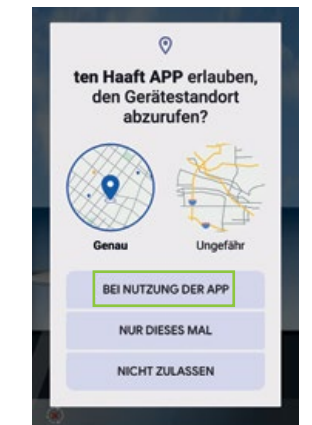 ten Haaft APP erlauben,
den Gerätestandort
abzurufen?
Genau
Ungefähr
BEI NUTZUNG DER APP
NUR DIESES MAL
NICHT ZULASSEN